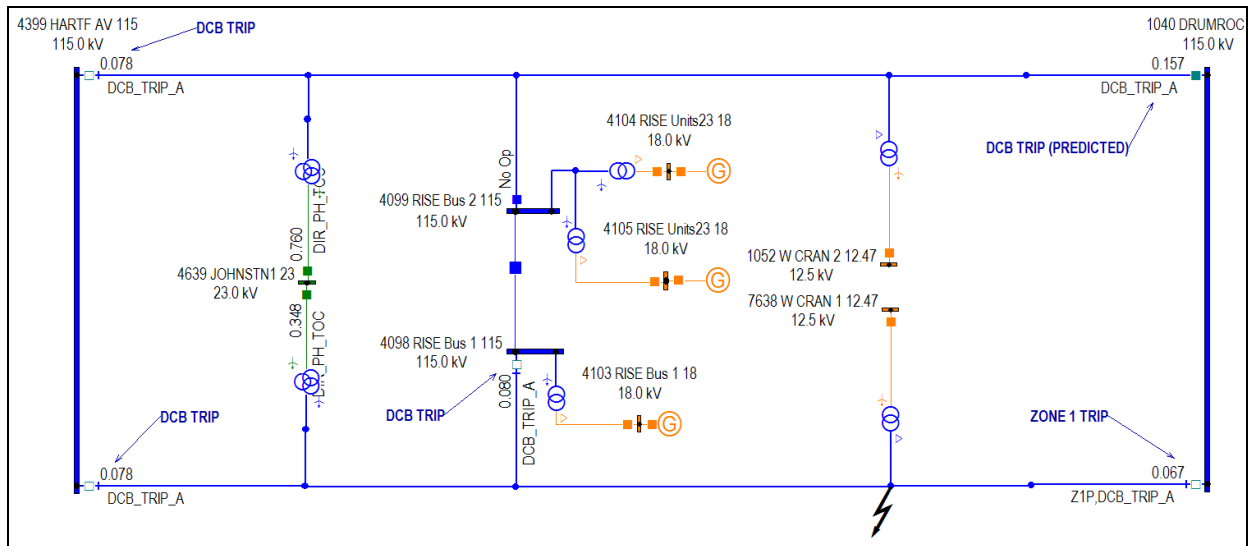 4399 HARTF AV 115
115.0 kV
DCB TRIP
1040 DRUMROC
115.0 kV
0.078
DCB_TRIP_A
0.157
DCB_TRIP_A
DCB TRIP (PREDICTED)
4104 RISE Units23 18
18.0 kV
G
No Op
DIR_PH_TOC
0.760
4099 RISE Bus 2 115
115.0 kV
4105 RISE Units23 18
18.0 kV
G
4639 JOHNSTN1 23
23.0 kV
1052 W CRAN 2 12.47
12.5 kV
7638 W CRAN 1 12.47
12.5 kV
0.348
DIR_PH_TOC
4098 RISE Bus 1 115
115.0 kV
4103 RISE Bus 1 18
18.0 kV
G
0.080
DCB_TRIP_A
DCB TRIP
DCB TRIP
ZONE 1 TRIP
0.078
DCB_TRIP_A
0.067
Z1P,DCB_TRIP_A